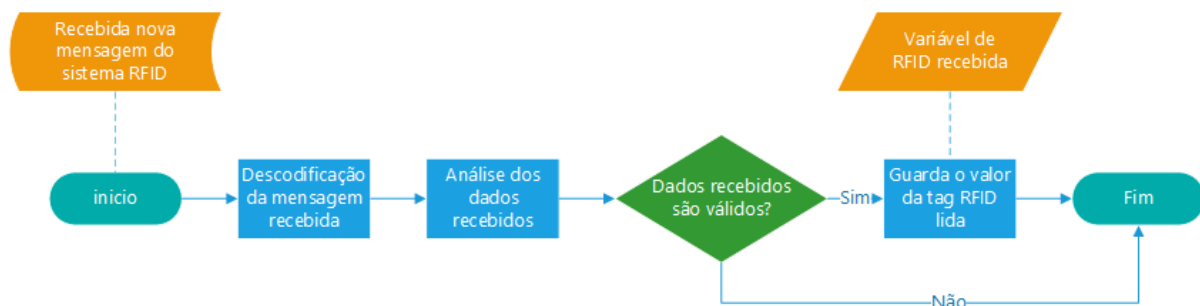 Recebida nova
mensagem do
sistema RFID
Variável de
RFID recebida
inicio
Descodificação
da mensagem
recebida
Análise dos
dados
recebidos
Dados recebidos
são válidos?
Sim
Guarda o valor
da tag RFID
lida
Fim
Não